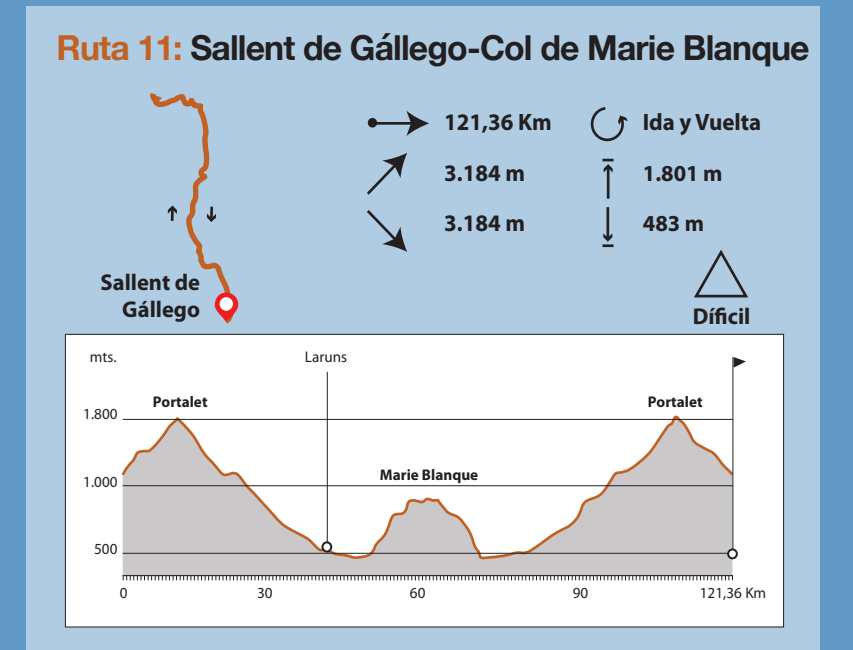 Ruta 11: Sallent de Gállego-Col de Marie Blanque
121,36 Km
Ida y Vuelta
3.184 m
1.801 m
3.184 m
483 m
Sallent de
Gállego
Díficil
mts.
Laruns
Portalet
Portalet
1.800
Marie Blanque
1.000
500
0
30
60
90
121,36 Km